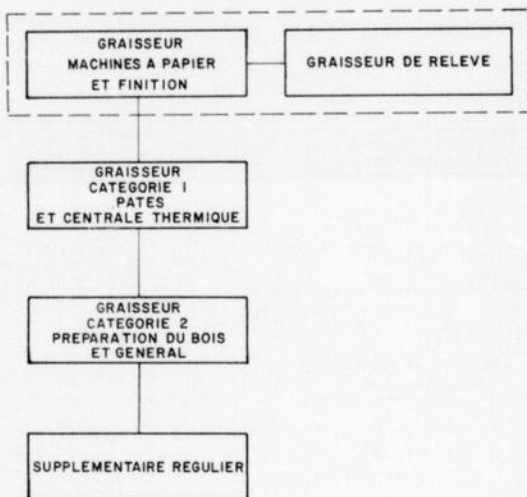 GRAISSEUR
MACHINES A PAPIER
ET FINITION
GRAISSEUR DE RELEVE
GRAISSEUR
CATEGORIE I
PATES
ET CENTRALE THERMIQUE
GRAISSEUR
CATEGORIE 2
PREPARATION DU BOIS
ET GENERAL
SUPPLEMENTAIRE REGULIER